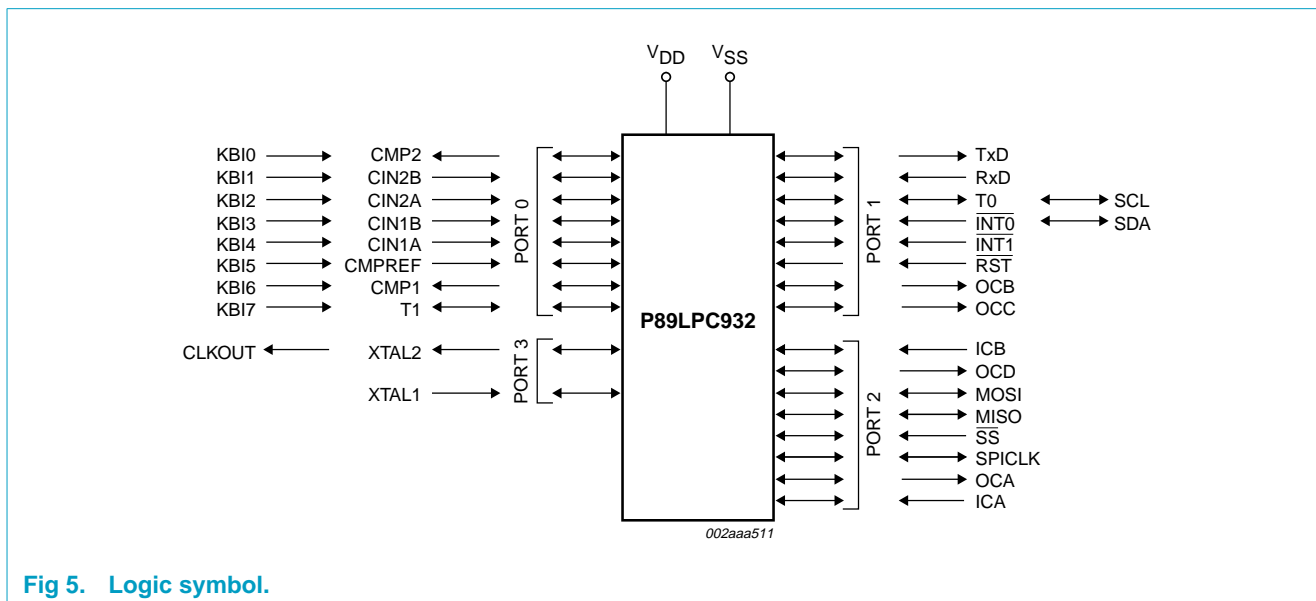 VDD VSS
KBI0 CMP2 TxD
KBI1 CIN2B RxD
KBI2 CIN2A T0 SCL
KBI3 CIN1B INT0 SDA
KBI4 CIN1A INT1
KBI5 CMPREF RST
KBI6 CMP1 OCB
KBI7 T1 OCC
PORT 0
PORT 1
P89LPC932
CLKOUT XTAL2 ICB
OCD
XTAL1 MOSI
MISO
SS
SPICLK
OCA
ICA
PORT 3
PORT 2
002aaa511
Fig 5. Logic symbol.